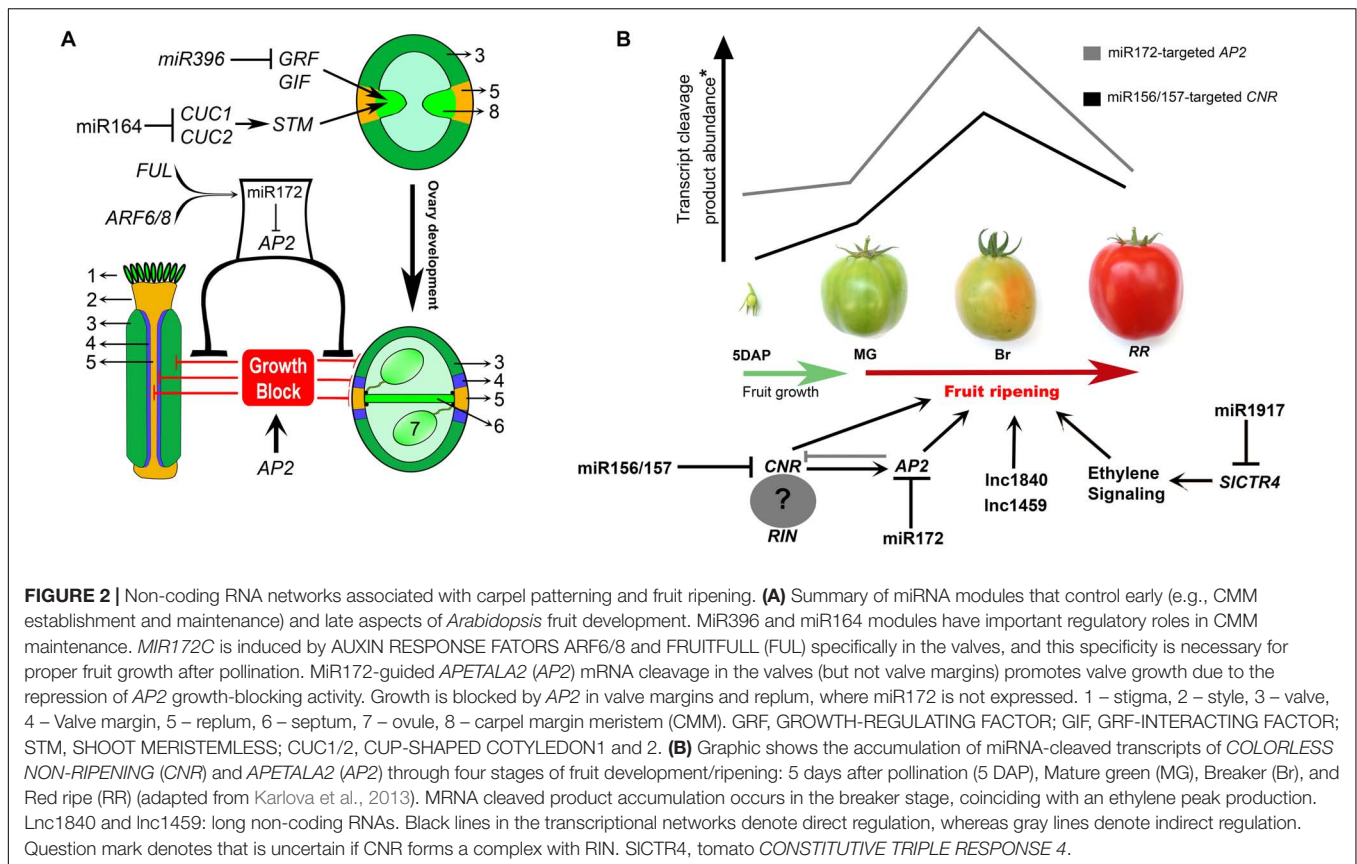 A
miR396
GRF
GIF
3
5
8
miR164
CUC1
CUC2
STM
FUL
ARF6/8
miR172
AP2
Ovary development
1
2
3
4
5
Growth
Block
AP2
3
4
5
6
7
B
Transcript cleavage
product abundance*
miR172-targeted AP2
miR156/157-targeted CNR
5DAP
MG
Br
RR
Fruit growth
Fruit ripening
miR1917
miR156/157
CNR
AP2
lnc1840
lnc1459
Ethylene
Signaling
SlCTR4
?
RIN
miR172
FIGURE 2 | Non-coding RNA networks associated with carpel patterning and fruit ripening. (A) Summary of miRNA modules that control early (e.g., CMM
establishment and maintenance) and late aspects of Arabidopsis fruit development. MiR396 and miR164 modules have important regulatory roles in CMM
maintenance. MIR172C is induced by AUXIN RESPONSE FATORS ARF6/8 and FRUITFULL (FUL) specifically in the valves, and this specificity is necessary for
proper fruit growth after pollination. MiR172-guided APETALA2 (AP2) mRNA cleavage in the valves (but not valve margins) promotes valve growth due to the
repression of AP2 growth-blocking activity. Growth is blocked by AP2 in valve margins and replum, where miR172 is not expressed. 1 – stigma, 2 – style, 3 – valve,
4 – Valve margin, 5 – replum, 6 – septum, 7 – ovule, 8 – carpel margin meristem (CMM). GRF, GROWTH-REGULATING FACTOR; GIF, GRF-INTERACTING FACTOR;
STM, SHOOT MERISTEMLESS; CUC1/2, CUP-SHAPED COTYLEDON1 and 2. (B) Graphic shows the accumulation of miRNA-cleaved transcripts of COLORLESS
NON-RIPENING (CNR) and APETALA2 (AP2) through four stages of fruit development/ripening: 5 days after pollination (5 DAP), Mature green (MG), Breaker (Br), and
Red ripe (RR) (adapted from Karlova et al., 2013). MRNA cleaved product accumulation occurs in the breaker stage, coinciding with an ethylene peak production.
Lnc1840 and lnc1459: long non-coding RNAs. Black lines in the transcriptional networks denote direct regulation, whereas gray lines denote indirect regulation.
Question mark denotes that is uncertain if CNR forms a complex with RIN. SlCTR4, tomato CONSTITUTIVE TRIPLE RESPONSE 4.